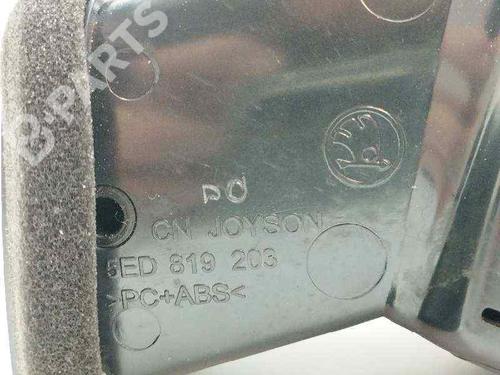 B-PARTS
PO
CN JOYSON
5ED 819 203
>PC+ABS<